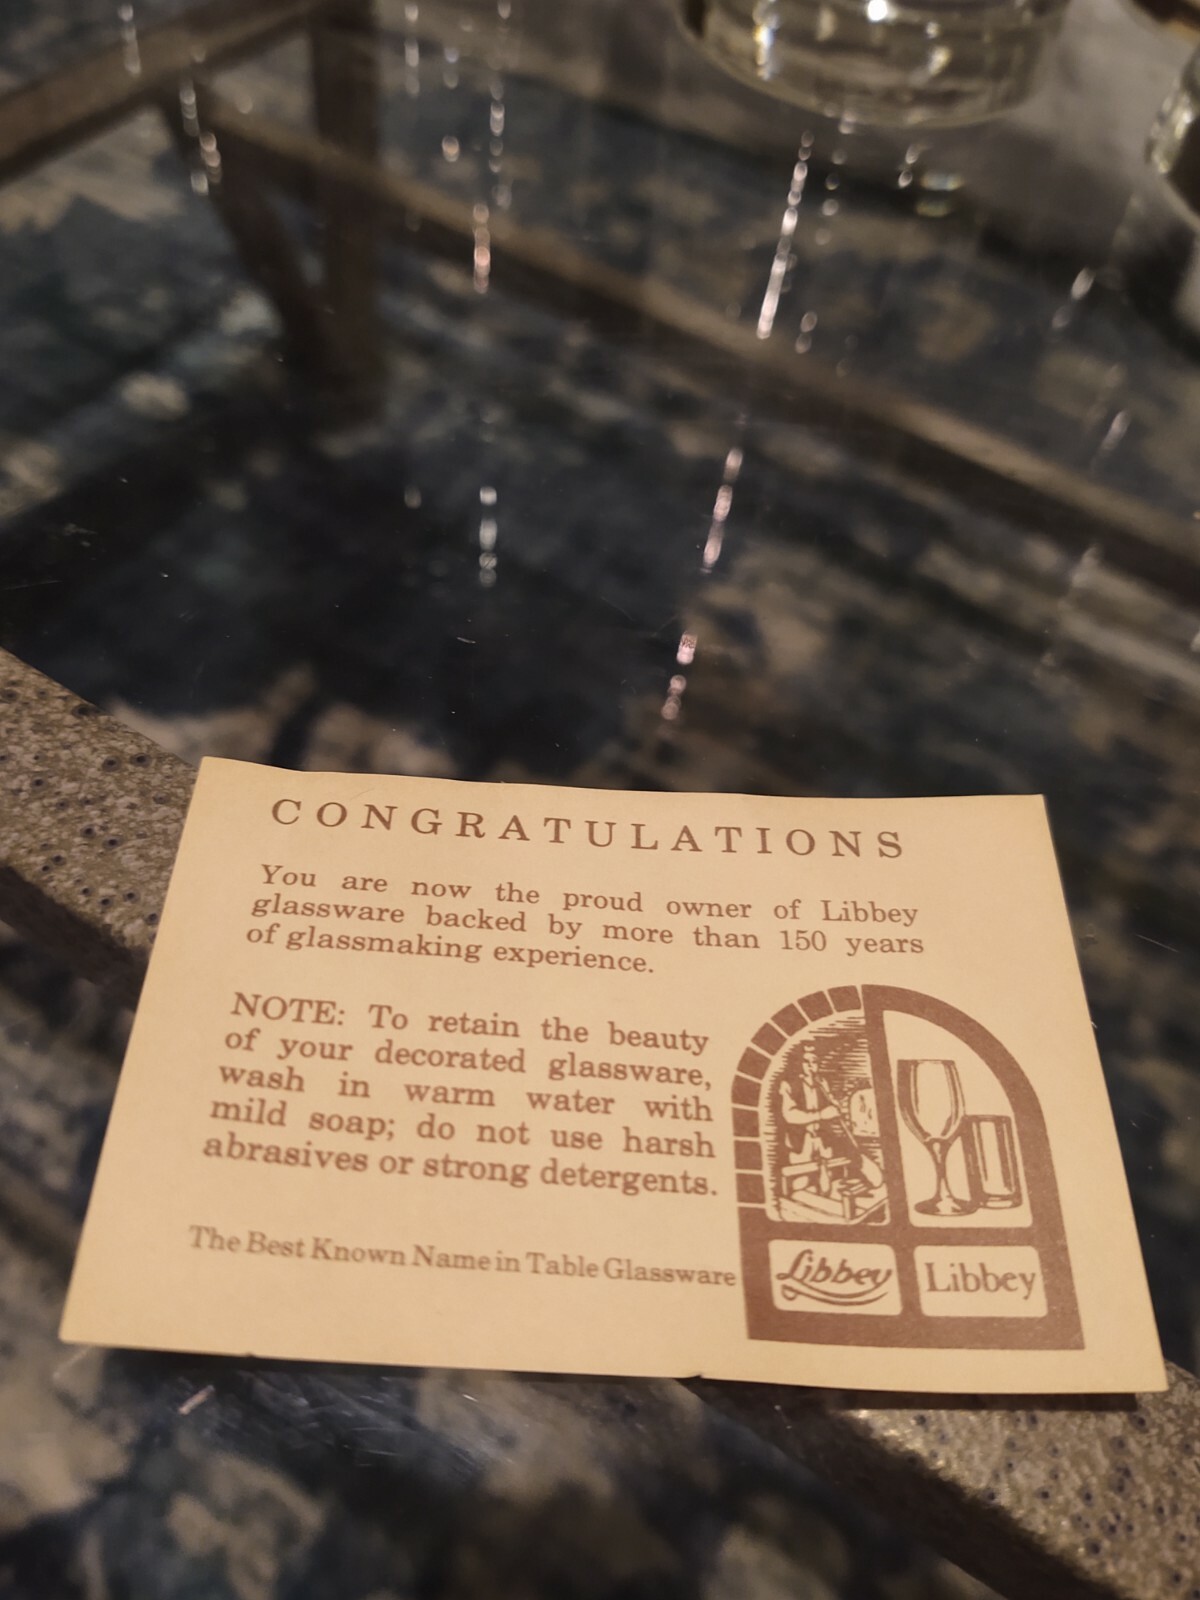 CONGRATULATIONS
You are now the proud owner of Libbey
glassware backed by more than 150 years
of glassmaking experience.
NOTE: To retain the beauty
of your decorated glassware,
wash in warm water with
mild soap; do not use harsh
abrasives or strong detergents.
The Best Known Name in Table Glassware
Libbey
Libbey